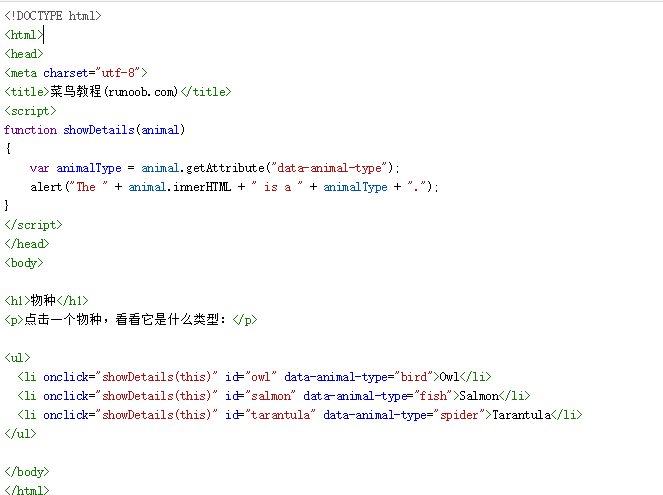 <!DOCTYPE html>
<html>
<head>
<meta charset="utf-8">
<title>菜鸟教程(runoob.com)</title>
<script>
function showDetails(animal)
{
    var animalType = animal.getAttribute("data-animal-type");
    alert("The " + animal.innerHTML + " is a " + animalType + ".");
}
</script>
</head>
<body>

<h1>物种</h1>
<p>点击一个物种，看看它是什么类型：</p>

<ul>
  <li onclick="showDetails(this)" id="owl" data-animal-type="bird">Owl</li>
  <li onclick="showDetails(this)" id="salmon" data-animal-type="fish">Salmon</li>
  <li onclick="showDetails(this)" id="tarantula" data-animal-type="spider">Tarantula</li>
</ul>

</body>
</html>